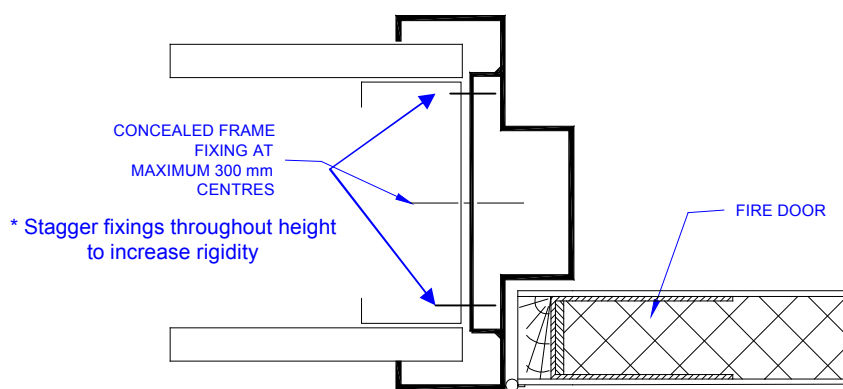 CONCEALED FRAME
FIXING AT
MAXIMUM 300 mm
CENTRES
* Stagger fixings throughout height
to increase rigidity
FIRE DOOR